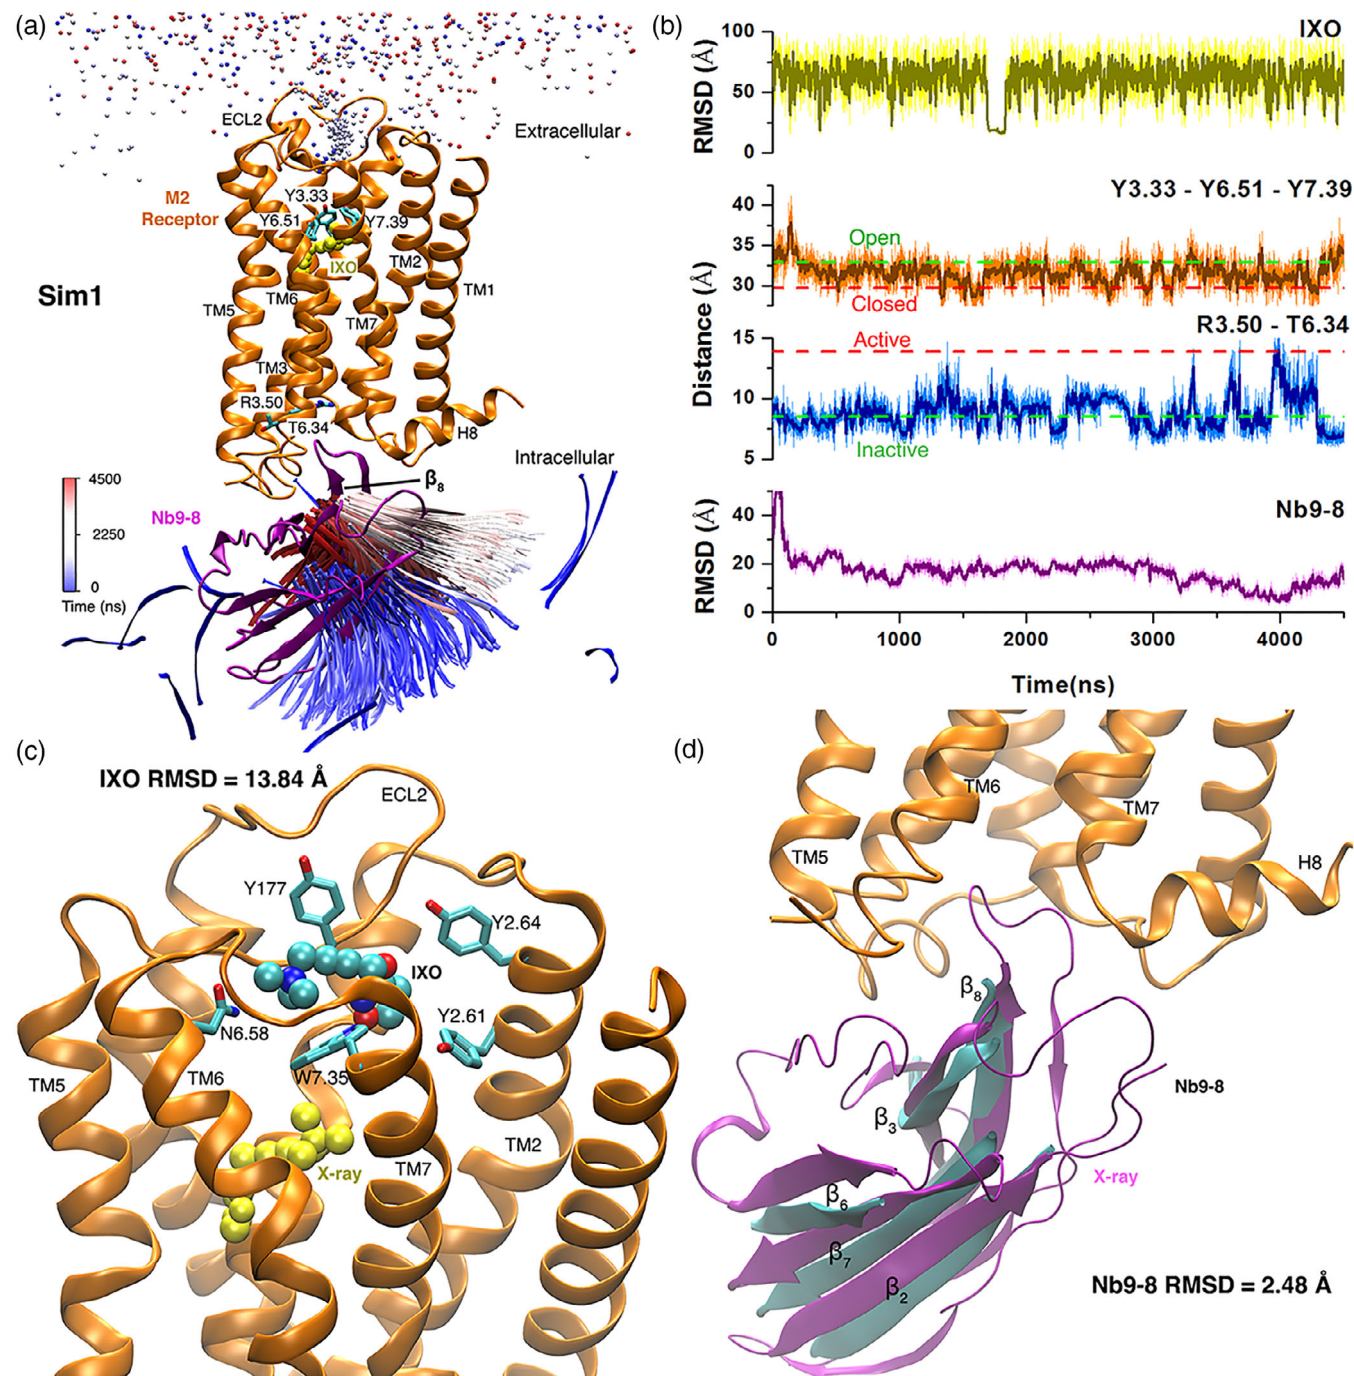 (a)
ECL2
Extracellular
M2
Receptor
Y3.33
Y6.51
Y7.39
IXO
TM2
Sim1
TM6
TM1
TM5
TM7
TM3
R3.50
T6.34
H8
Intracellular
β8
4500
2250
0
Time (ns)
Nb9-8
(b)
IXO
100
50
0
RMSD (Å)
Y3.33 - Y6.51 - Y7.39
40
35
30
Open
Closed
Distance (Å)
R3.50 - T6.34
15
10
5
Active
Inactive
Nb9-8
40
20
0
RMSD (Å)
0 1000 2000 3000 4000
Time(ns)
(c)
IXO RMSD = 13.84 Å
ECL2
Y177
Y2.64
IXO
N6.58
Y2.61
W7.35
TM5
TM6
X-ray
TM7
TM2
(d)
TM6
TM7
TM5
H8
β8
Nb9-8
β3
X-ray
β6
β7
β2
Nb9-8 RMSD = 2.48 Å